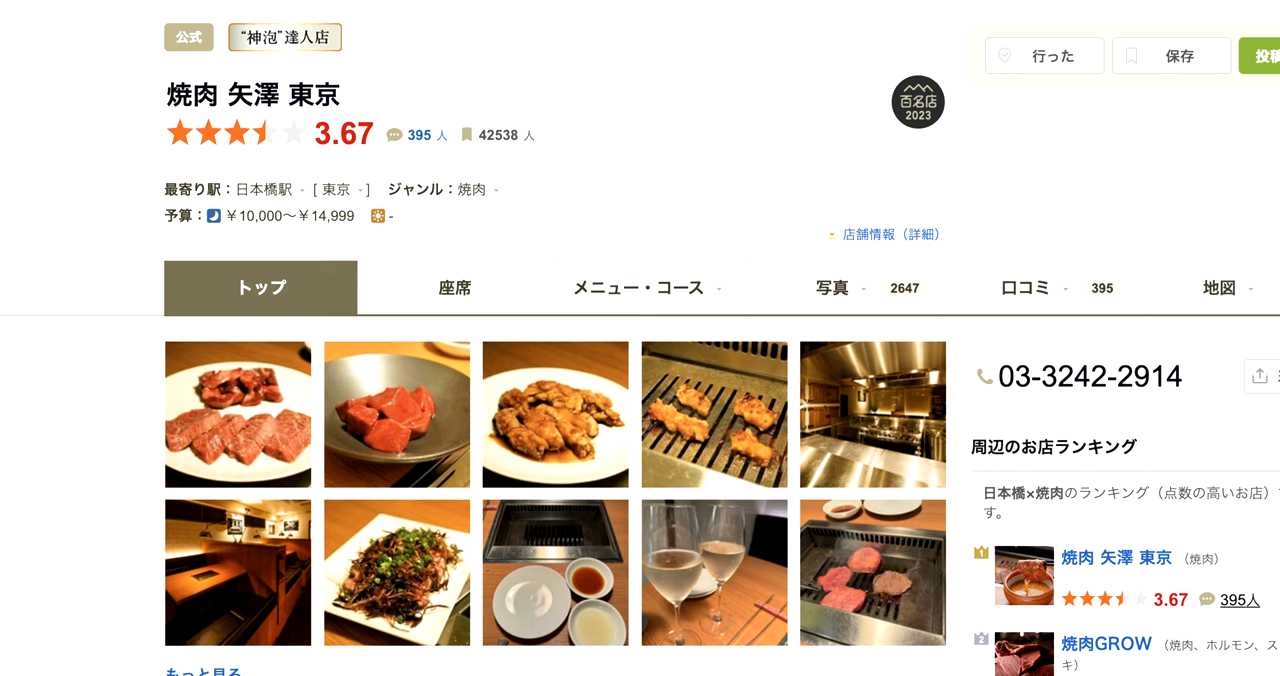 公式
“神泡”達人店
行った
保存
投稿
焼肉 矢澤 東京
百名店
2023
3.67 395 人 42538 人
最寄り駅：日本橋駅 [ 東京 ] ジャンル：焼肉
予算：￥10,000～￥14,999 -
店舗情報（詳細）
トップ 座席 メニュー・コース 写真 2647 口コミ 395 地図
03-3242-2914
周辺のお店ランキング
日本橋×焼肉のランキング（点数の高いお店）
す。
1
焼肉 矢澤 東京 （焼肉）
3.67 395人
2
焼肉GROW （焼肉、ホルモン、ス
キ）
もっと見る